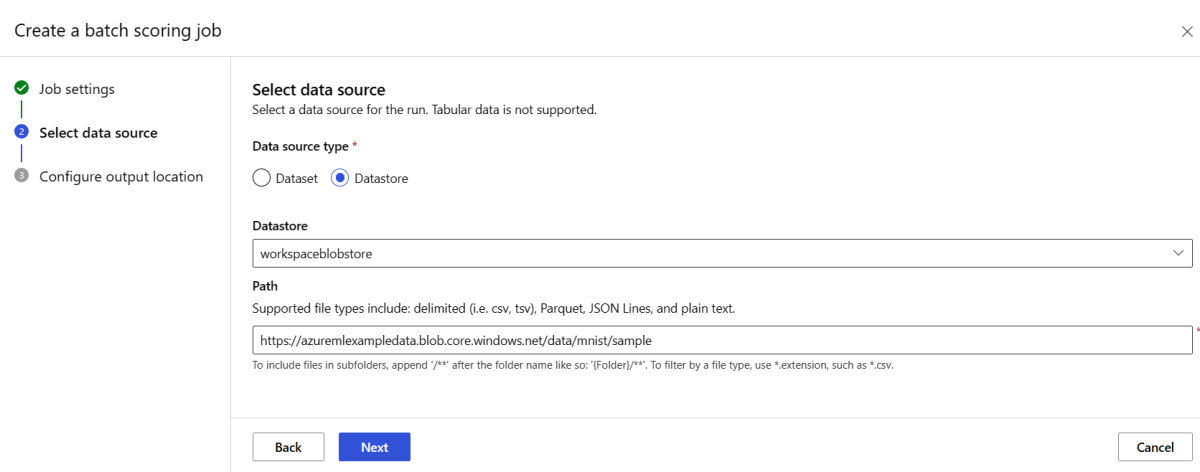 Create a batch scoring job
Job settings
2 Select data source
3 Configure output location
Select data source
Select a data source for the run. Tabular data is not supported.
Data source type *
Dataset Datastore
Datastore
workspaceblobstore
Path
Supported file types include: delimited (i.e. csv, tsv), Parquet, JSON Lines, and plain text.
https://azuremlexampledata.blob.core.windows.net/data/mnist/sample *
To include files in subfolders, append '/**' after the folder name like so: '{Folder}/**'. To filter by a file type, use *.extension, such as *.csv.
Back Next Cancel